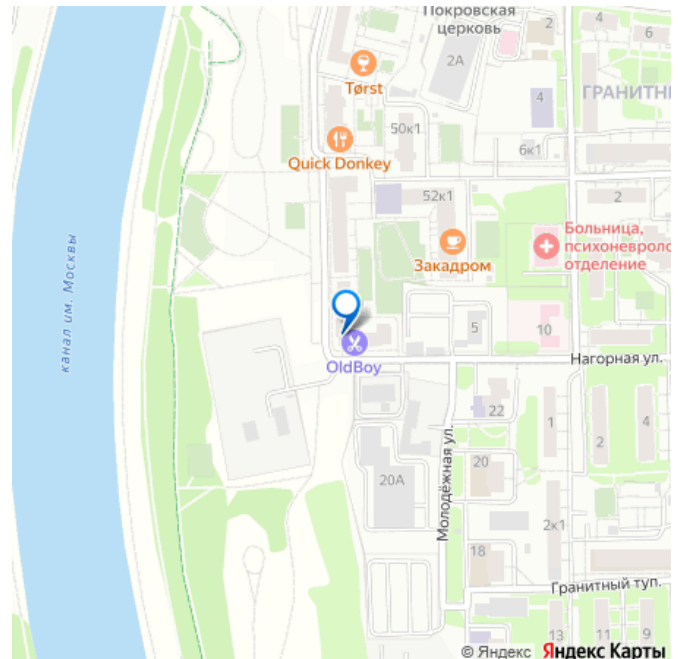 Покровская
церковь
2
4
6
2А
Tørst
4
ГРАНИТН
50к1
6к1
Quick Donkey
52к1
2
Больница,
психоневроло
отделение
Закадром
канал им. Москвы
5
10
OldBoy
Нагорная ул.
22
1
2
4
Молодёжная ул.
20
20А
2к1
18
Гранитный туп.
13
11
9
© Яндекс Яндекс Карты